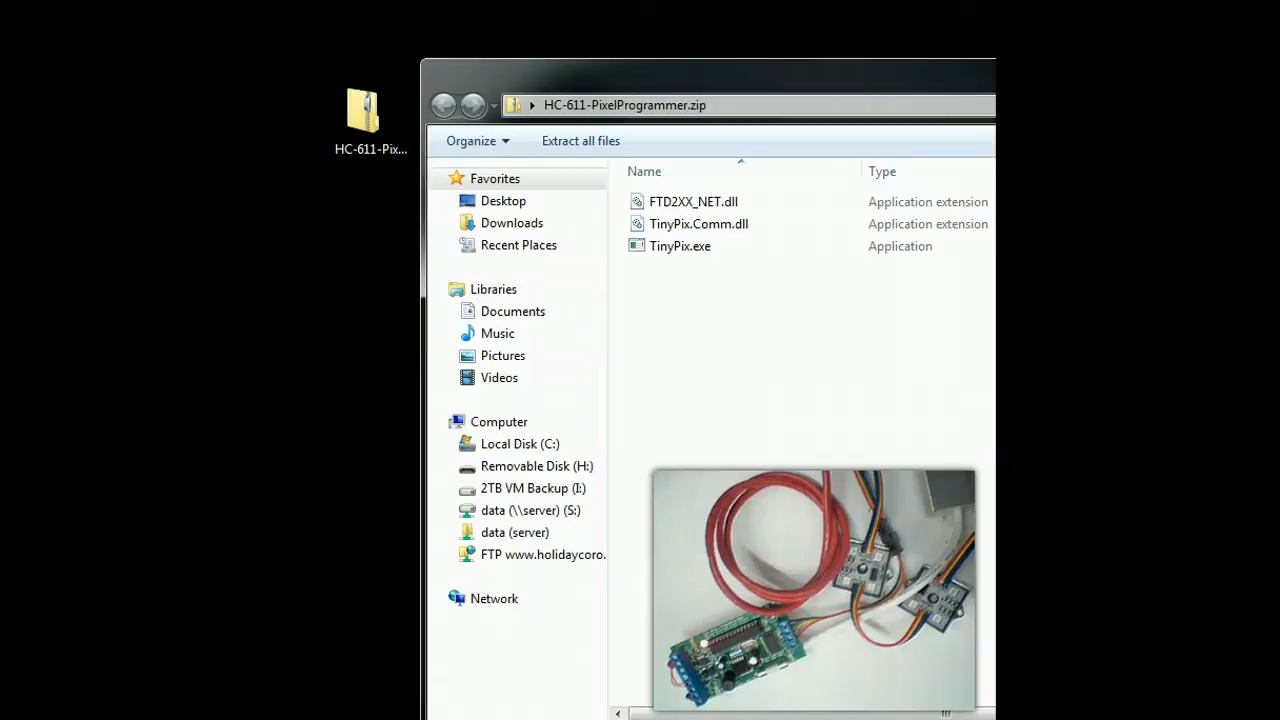 HC-611-PixelProgrammer.zip
HC-611-Pix...
Organize
Extract all files
Name
Type
Favorites
Desktop
Downloads
Recent Places
Libraries
Documents
Music
Pictures
Videos
Computer
Local Disk (C:)
Removable Disk (H:)
2TB VM Backup (I:)
data (\\server) (S:)
data (server)
FTP www.holidaycoro.
Network
FTD2XX_NET.dll
Application extension
TinyPix.Comm.dll
Application extension
TinyPix.exe
Application